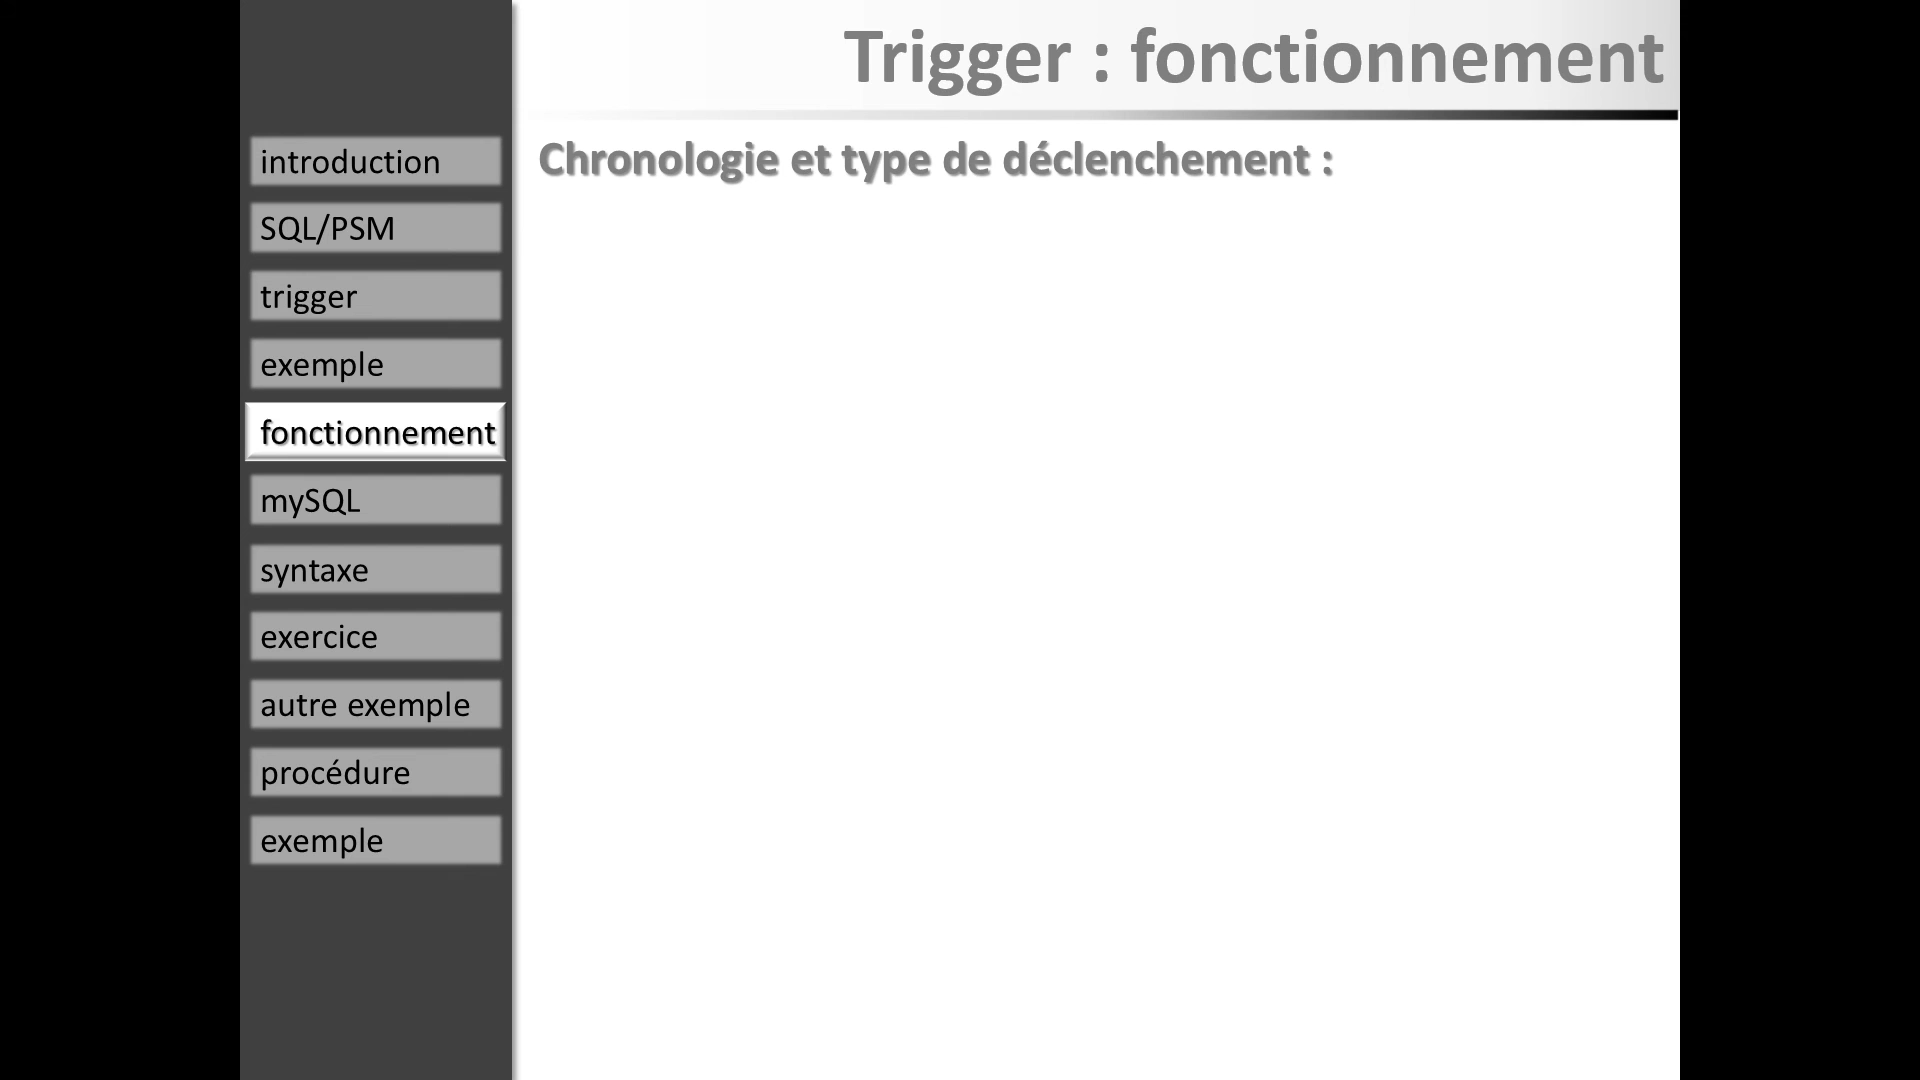 Trigger : fonctionnement
introduction
SQL/PSM
trigger
exemple
fonctionnement
mySQL
syntaxe
exercice
autre exemple
procédure
exemple
Chronologie et type de déclenchement :